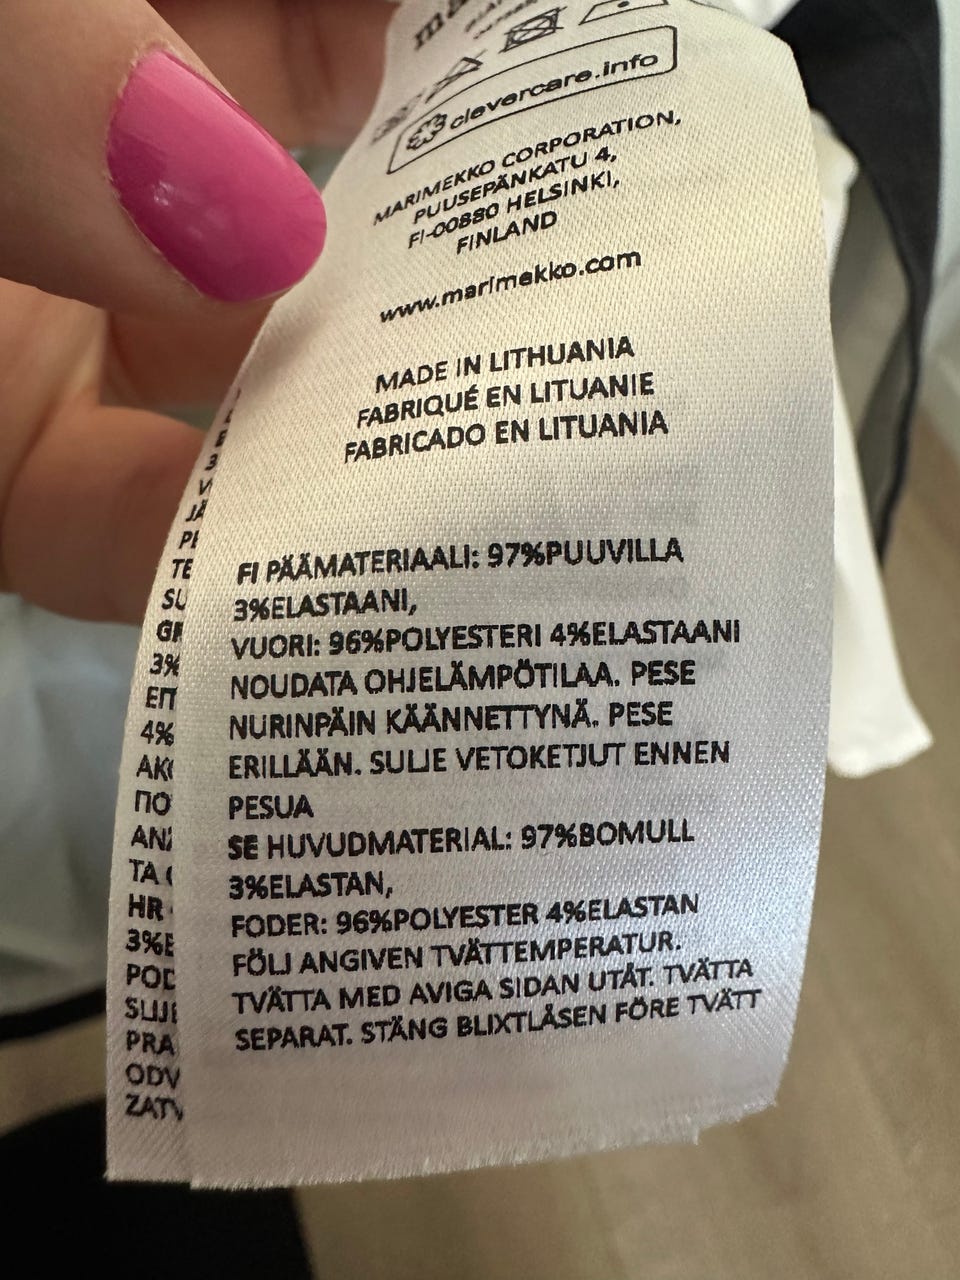 clevercare.info
MARIMEKKO CORPORATION,
PUUSEPÄNKATU 4,
FI-00880 HELSINKI,
FINLAND
www.marimekko.com
MADE IN LITHUANIA
FABRIQUÉ EN LITUANIE
FABRICADO EN LITUANIA
FI PÄÄMATERIAALI: 97%PUUVILLA
3%ELASTAANI,
VUORI: 96%POLYESTERI 4%ELASTAANI
NOUDATA OHJELÄMPÖTILAA. PESE
NURINPÄIN KÄÄNNETTYNÄ. PESE
ERILLÄÄN. SULJE VETOKETJUT ENNEN
PESUA
SE HUVUDMATERIAL: 97%BOMULL
3%ELASTAN,
FODER: 96%POLYESTER 4%ELASTAN
FÖLJ ANGIVEN TVÄTTEMPERATUR.
TVÄTTA MED AVIGA SIDAN UTÅT. TVÄTTA
SEPARAT. STÄNG BLIXTLÅSEN FÖRE TVÄTT